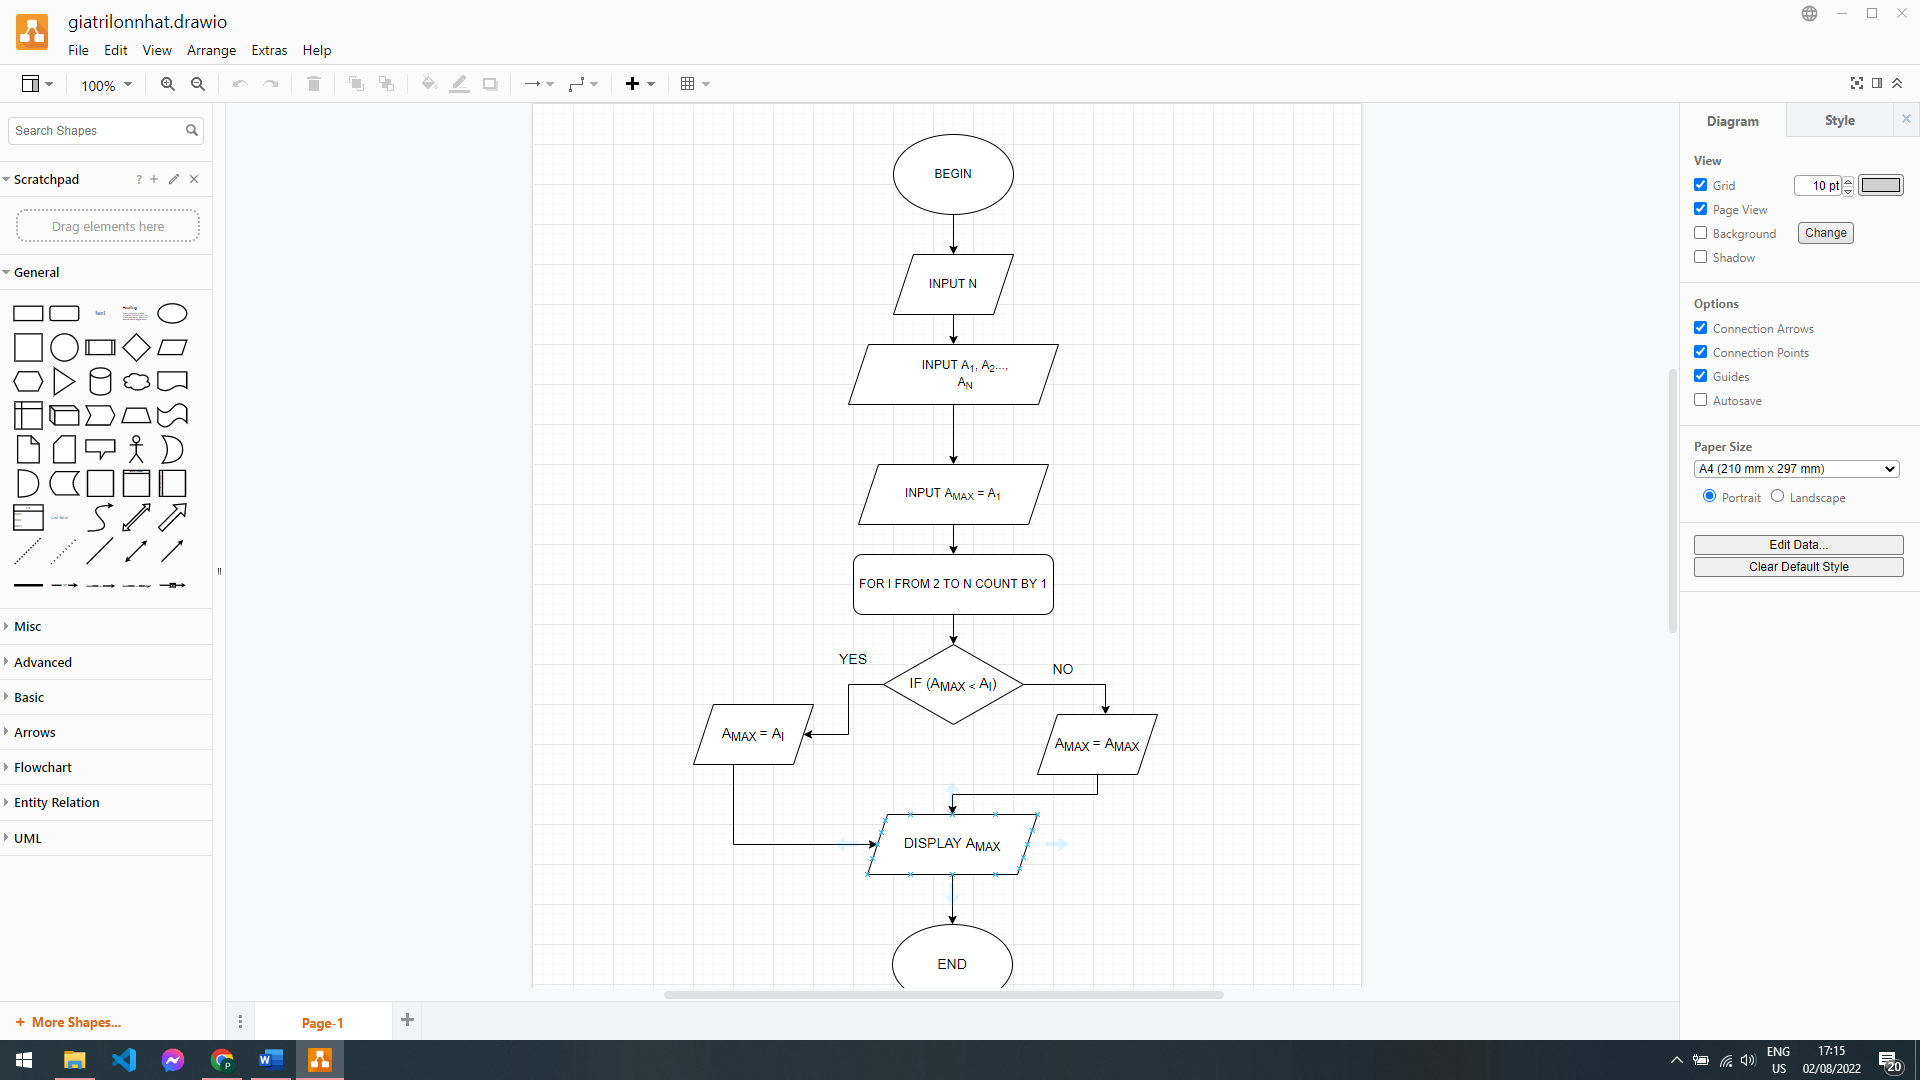 giatrilonnhat.drawio
File Edit View Arrange Extras Help
100%
Search Shapes
Scratchpad
?
Drag elements here
General
Text
Heading
Misc
Advanced
Basic
Arrows
Flowchart
Entity Relation
UML
+ More Shapes...
BEGIN
INPUT N
INPUT A1, A2...,
AN
INPUT AMAX = A1
FOR I FROM 2 TO N COUNT BY 1
YES
NO
IF (AMAX < AI)
AMAX = AI
AMAX = AMAX
DISPLAY AMAX
END
Page-1
Diagram
Style
View
Grid
10 pt
Page View
Background
Change
Shadow
Options
Connection Arrows
Connection Points
Guides
Autosave
Paper Size
A4 (210 mm x 297 mm)
Portrait
Landscape
Edit Data...
Clear Default Style
ENG
US
17:15
02/08/2022
20